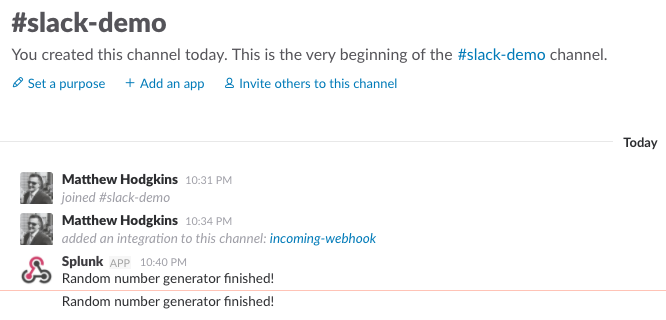 #slack-demo
You created this channel today. This is the very beginning of the #slack-demo channel.
Set a purpose + Add an app Invite others to this channel
Today
Matthew Hodgkins 10:31 PM
joined #slack-demo
Matthew Hodgkins 10:34 PM
added an integration to this channel: incoming-webhook
Splunk APP 10:40 PM
Random number generator finished!
Random number generator finished!